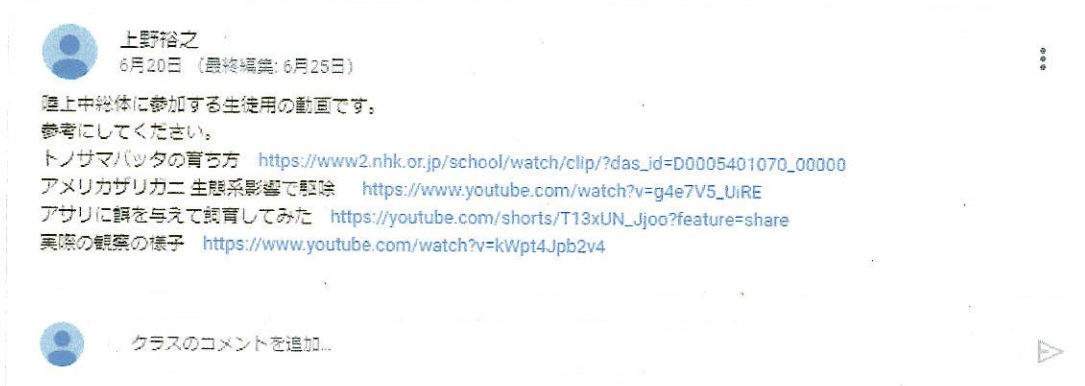 上野裕之
6月20日 (最終編集: 6月25日)
陸上中総体に参加する生徒用の動画です。
参考にしてください。
トノサマバッタの育ち方 https://www2.nhk.or.jp/school/watch/clip/?das_id=D0005401070_00000
アメリカザリガニ 生態系影響で駆除 https://www.youtube.com/watch?v=g4e7V5_UiRE
アサリに餌を与えて飼育してみた https://youtube.com/shorts/T13xUN_Jjoo?feature=share
実際の観察の様子 https://www.youtube.com/watch?v=kWpt4Jpb2v4
クラスのコメントを追加...